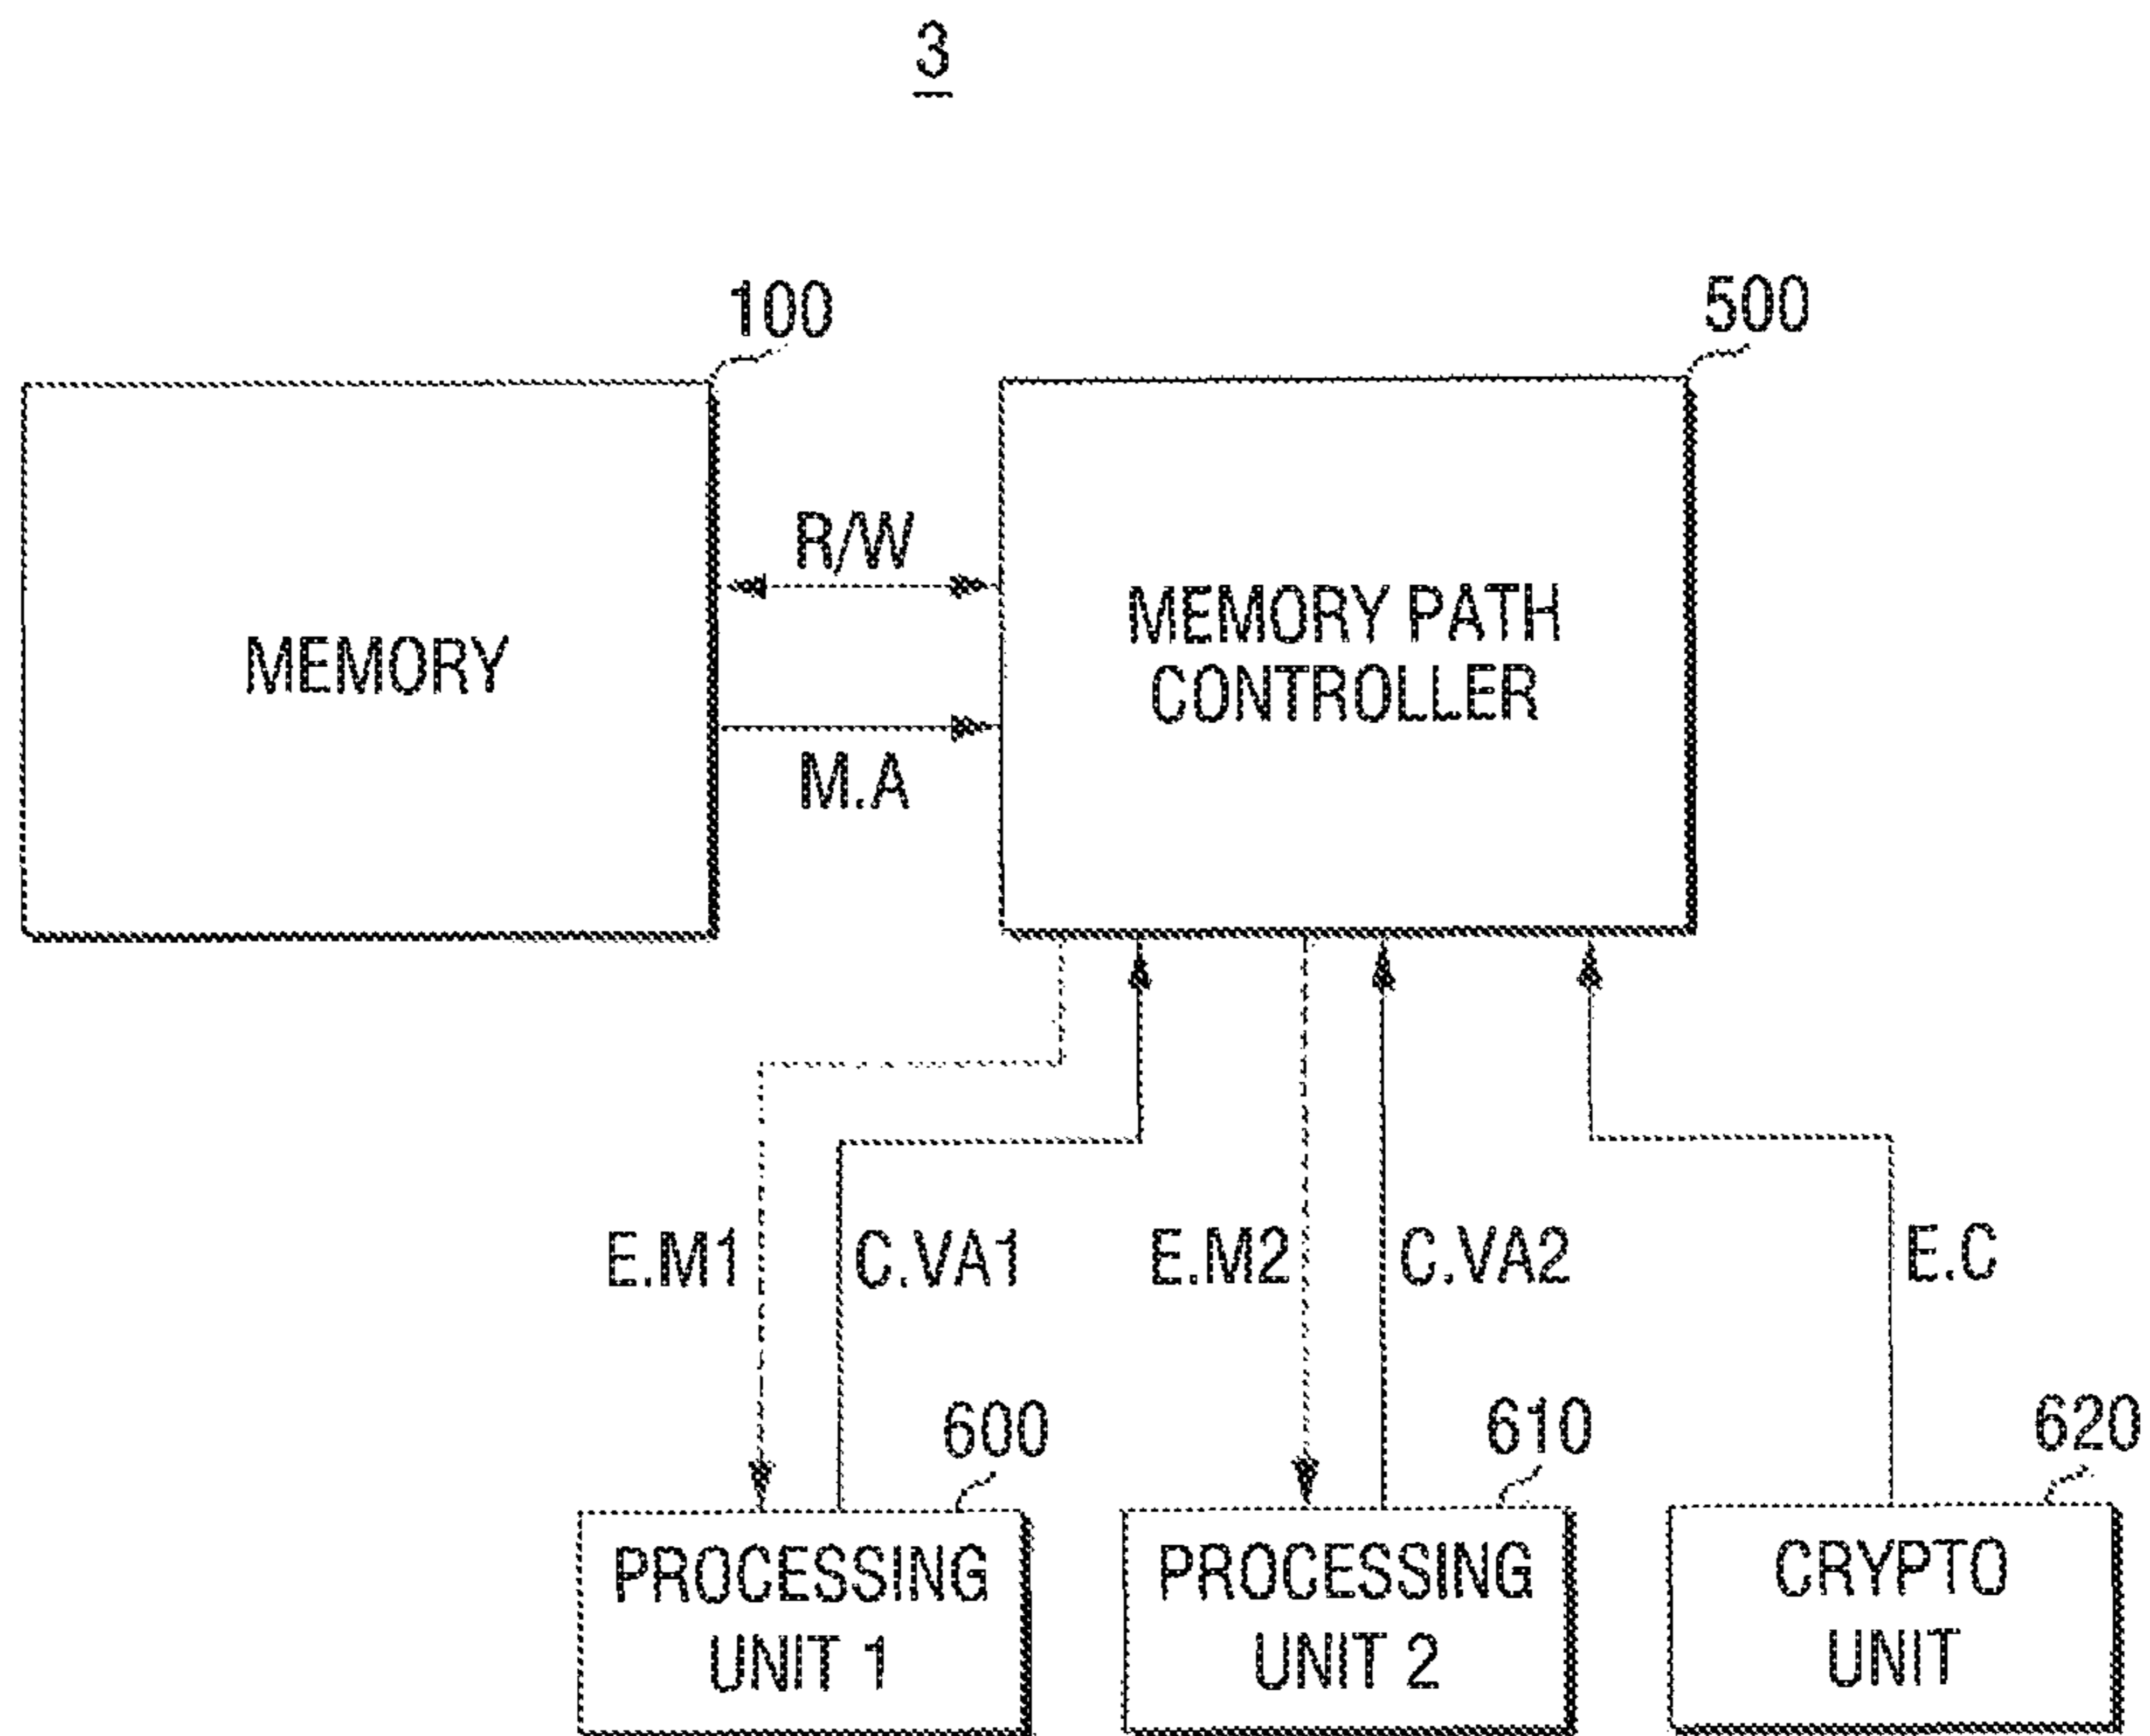 3
100
500
MEMORY
R/W
M.A
MEMORY PATH
CONTROLLER
E.M1
C.VA1
E.M2
C.VA2
E.C
600
610
620
PROCESSING
UNIT 1
PROCESSING
UNIT 2
CRYPTO
UNIT